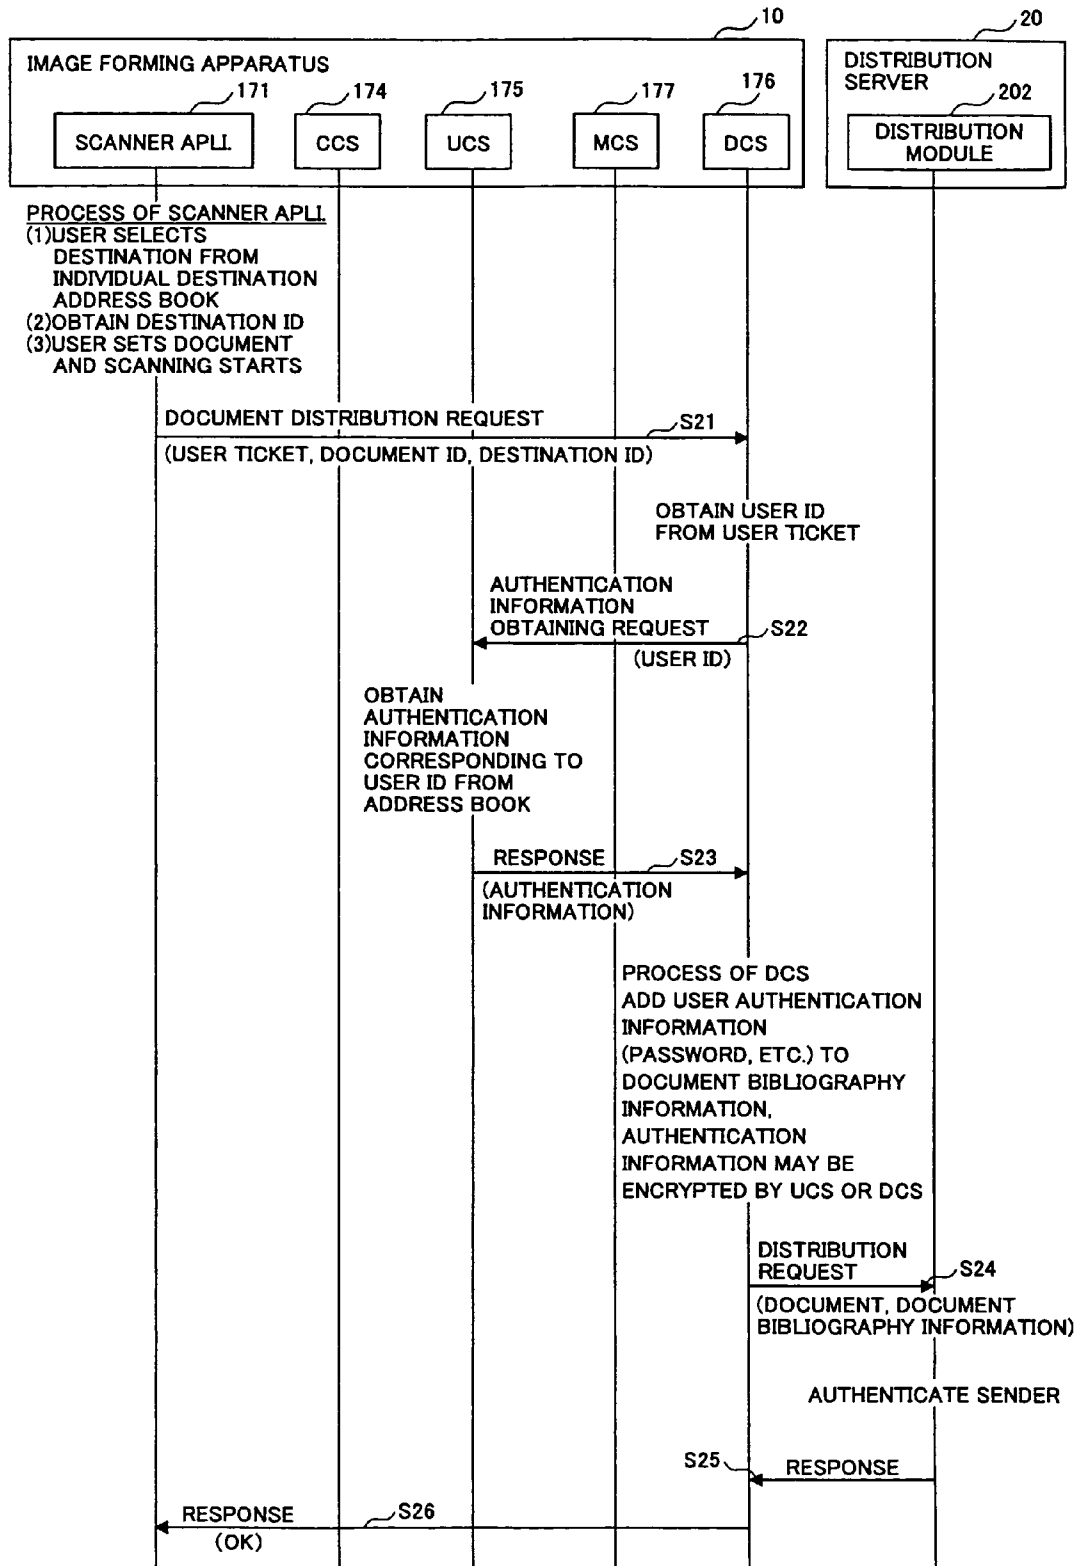 10
20
IMAGE FORMING APPARATUS
DISTRIBUTION
SERVER
171
174
175
177
176
202
SCANNER APLI.
CCS
UCS
MCS
DCS
DISTRIBUTION
MODULE
PROCESS OF SCANNER APLI.
(1)USER SELECTS
DESTINATION FROM
INDIVIDUAL DESTINATION
ADDRESS BOOK
(2)OBTAIN DESTINATION ID
(3)USER SETS DOCUMENT
AND SCANNING STARTS
DOCUMENT DISTRIBUTION REQUEST
S21
(USER TICKET, DOCUMENT ID, DESTINATION ID)
OBTAIN USER ID
FROM USER TICKET
AUTHENTICATION
INFORMATION
OBTAINING REQUEST
S22
(USER ID)
OBTAIN
AUTHENTICATION
INFORMATION
CORRESPONDING TO
USER ID FROM
ADDRESS BOOK
RESPONSE
S23
(AUTHENTICATION
INFORMATION)
PROCESS OF DCS
ADD USER AUTHENTICATION
INFORMATION
(PASSWORD, ETC.) TO
DOCUMENT BIBLIOGRAPHY
INFORMATION,
AUTHENTICATION
INFORMATION MAY BE
ENCRYPTED BY UCS OR DCS
DISTRIBUTION
REQUEST
S24
(DOCUMENT, DOCUMENT
BIBLIOGRAPHY INFORMATION)
AUTHENTICATE SENDER
S25
RESPONSE
RESPONSE
S26
(OK)